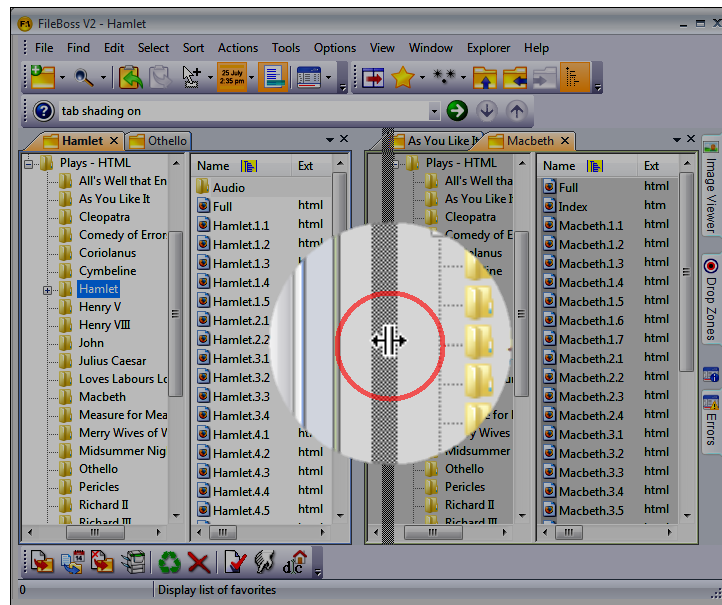 FileBoss V2 - Hamlet
File Find Edit Select Sort Actions Tools Options View Window Explorer Help
25 July
2:35 pm
tab shading on
Hamlet
Othello
As You Like It
Macbeth
Plays - HTML
All's Well that En
As You Like It
Cleopatra
Comedy of Error
Coriolanus
Cymbeline
Hamlet
Henry V
Henry VIII
John
Julius Caesar
Loves Labours Lo
Macbeth
Measure for Mea
Merry Wives of W
Midsummer Nig
Othello
Pericles
Richard II
Richard III
Name Ext
Audio
Full html
Hamlet.1.1 html
Hamlet.1.2 html
Hamlet.1.3 html
Hamlet.1.4
Hamlet.1.5
Hamlet.2.1
Hamlet.2.2
Hamlet.3.1
Hamlet.3.2
Hamlet.3.3
Hamlet.3.4
Hamlet.4.1 html
Hamlet.4.2 html
Hamlet.4.3 html
Hamlet.4.4 html
Hamlet.4.5 html
Plays - HTML
All's Well tha
As You Like I
Cleopatra
Comedy of E
Midsummer
Othello
Pericles
Richard II
Richard III
Name Ext
Full html
Index htm
Macbeth.1.1 html
Macbeth.1.2 html
Macbeth.1.3 html
Macbeth.1.4 html
Macbeth.1.5 html
Macbeth.1.6 html
Macbeth.1.7 html
Macbeth.2.1 html
Macbeth.2.2 html
Macbeth.2.3 html
Macbeth.2.4 html
Macbeth.3.1 html
Macbeth.3.2 html
Macbeth.3.3 html
Macbeth.3.4 html
Macbeth.3.5 html
Image Viewer
Drop Zones
Errors
0 Display list of favorites